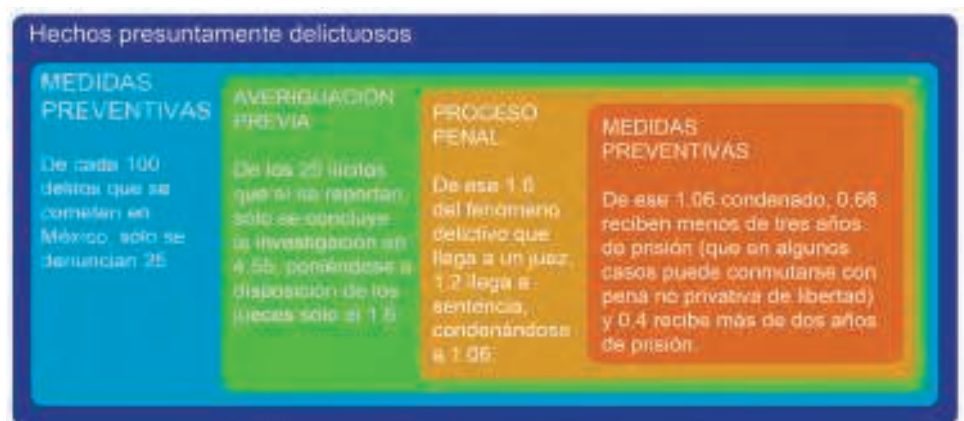 Hechos presuntamente delictuosos
MEDIDAS
PREVENTIVAS
De cada 100
delitos que se
cometen en
México, sólo se
denuncian 25
AVERIGUACIÓN
PREVIA
De los 25 ilícitos
que sí se reportan,
sólo se concluye
la investigación en
4.55, poniéndose a
disposición de los
jueces sólo al 1.6
PROCESO
PENAL
De ese 1.6
del fenómeno
delictivo que
llega a un juez,
1.2 llega a
sentencia,
condenándose
a 1.06.
MEDIDAS
PREVENTIVAS
De ese 1.06 condenado, 0.66
reciben menos de tres años
de prisión (que en algunos
casos puede conmutarse con
pena no privativa de libertad)
y 0.4 recibe más de dos años
de prisión.